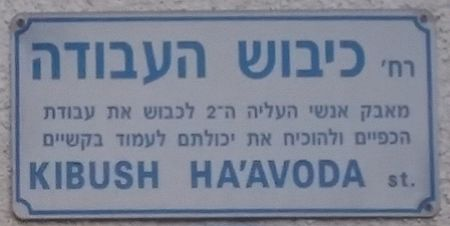 רח' כיבוש העבודה
מאבק אנשי העליה ה־2 לכבוש את עבודת
הכפיים ולהוכיח את יכולתם לעמוד בקשיים
KIBUSH HA'AVODA st.